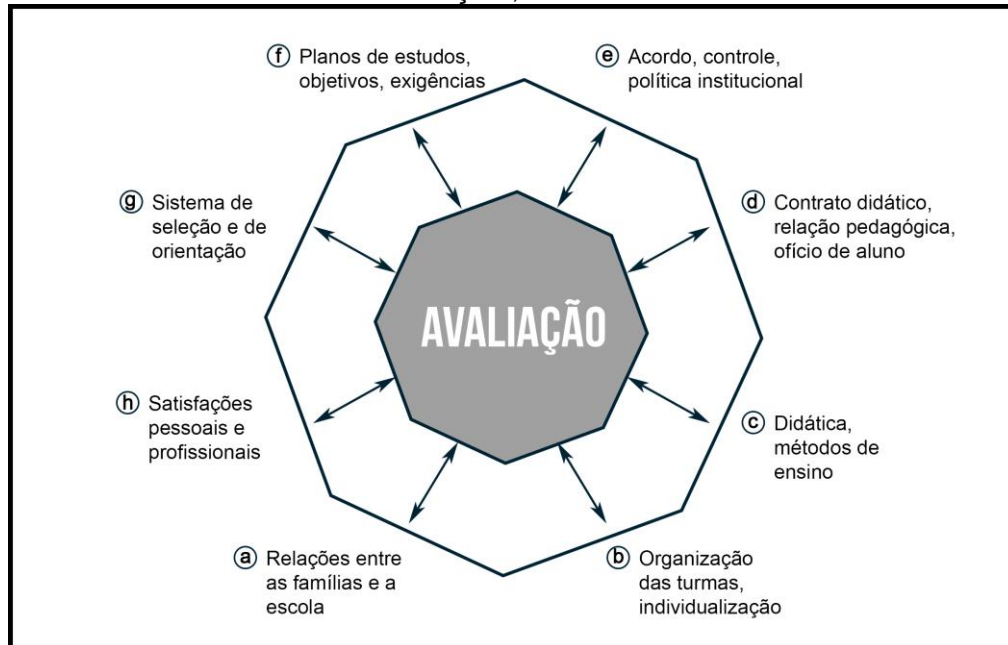 f Planos de estudos,
objetivos, exigências
e Acordo, controle,
política institucional
g Sistema de
seleção e de
orientação
d Contrato didático,
relação pedagógica,
ofício de aluno
AVALIAÇÃO
h Satisfações
pessoais e
profissionais
c Didática,
métodos de
ensino
a Relações entre
as famílias e a
escola
b Organização
das turmas,
individualização